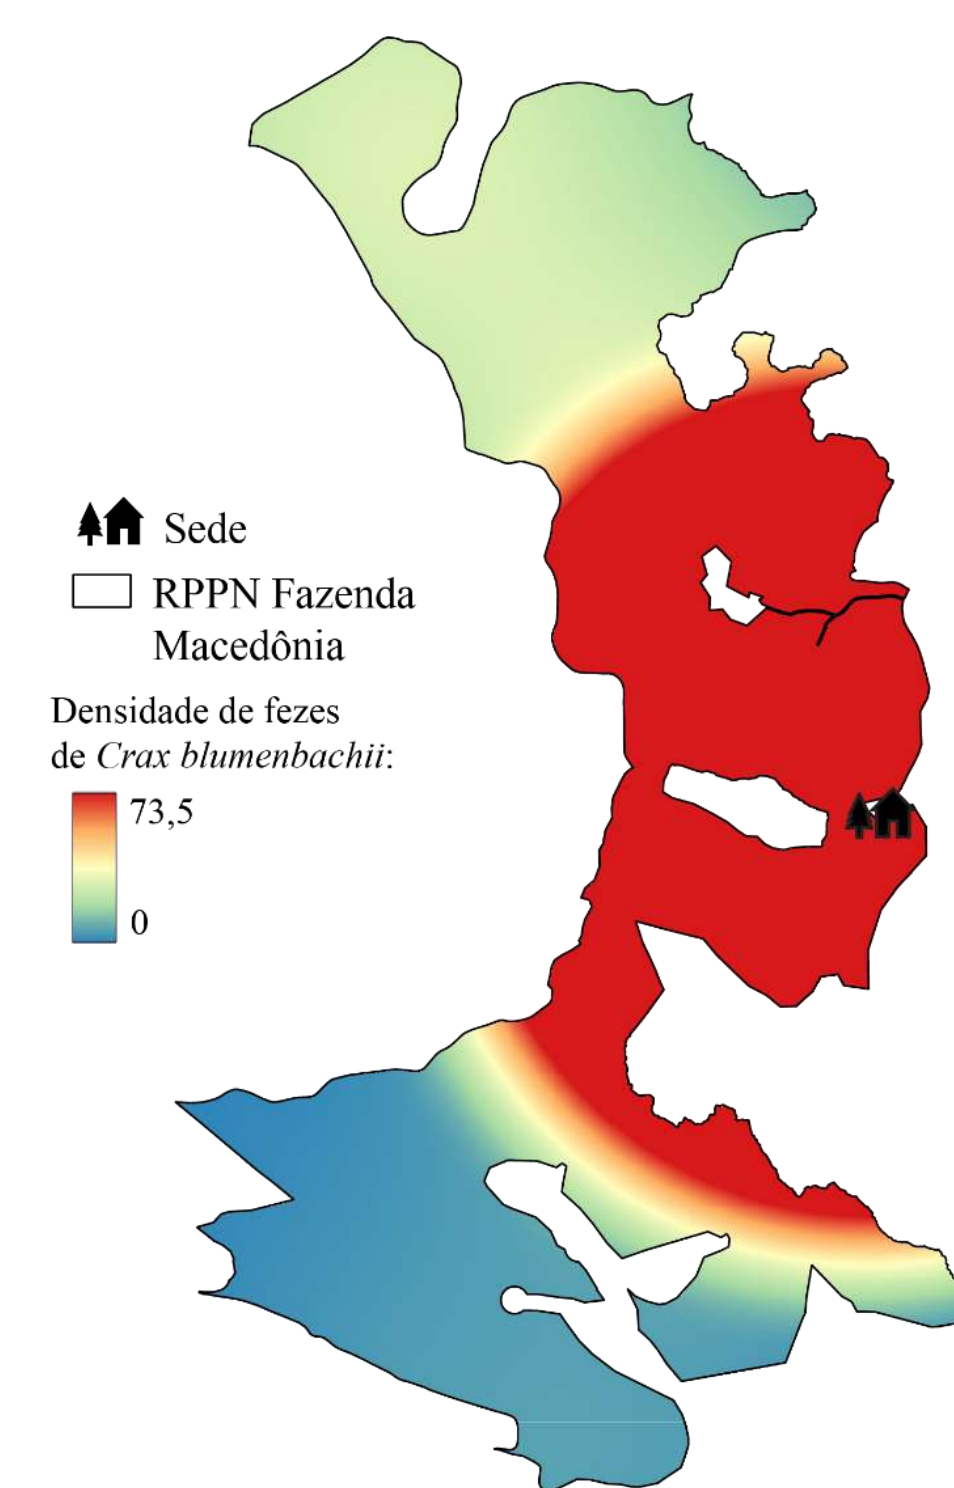 Sede
RPPN Fazenda
Macedônia
Densidade de fezes
de Crax blumenbachii:
73,5
0